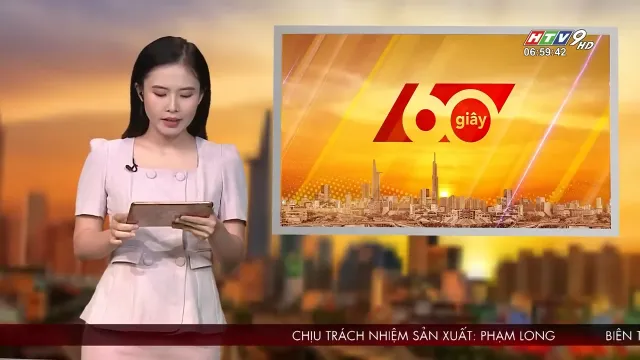 HTV9 HD
06:59:42
60 giây
CHỊU TRÁCH NHIỆM SẢN XUẤT: PHẠM LONG
BIÊN T